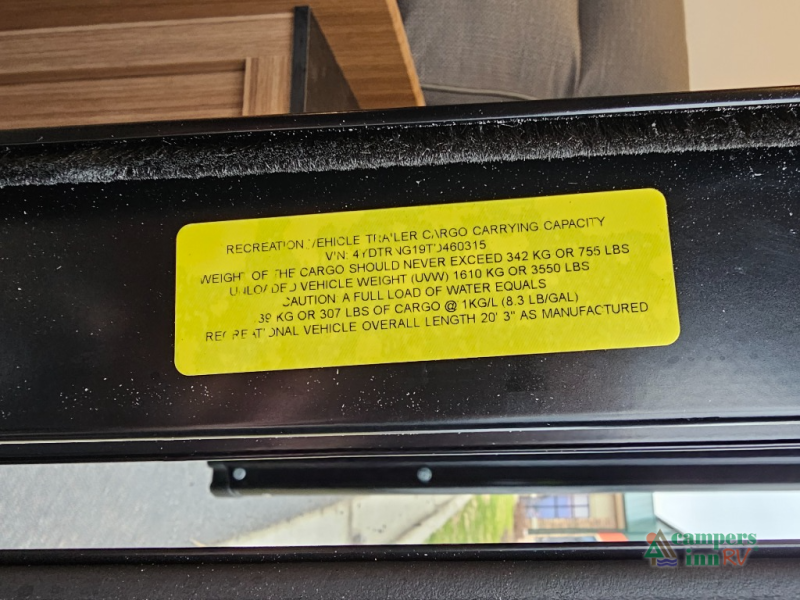 RECREATION VEHICLE TRAILER CARGO CARRYING CAPACITY
VIN:
WEIGHT OF THE CARGO SHOULD NEVER EXCEED 342 KG OR 755 LBS
UNLOADED VEHICLE WEIGHT (UVW) 1610 KG OR 3550 LBS
CAUTION: A FULL LOAD OF WATER EQUALS
KG OR 307 LBS OF CARGO @ 1KG/L (8.3 LB/GAL)
RECREATIONAL VEHICLE OVERALL LENGTH 20' 3" AS MANUFACTURED
campers
inn RV